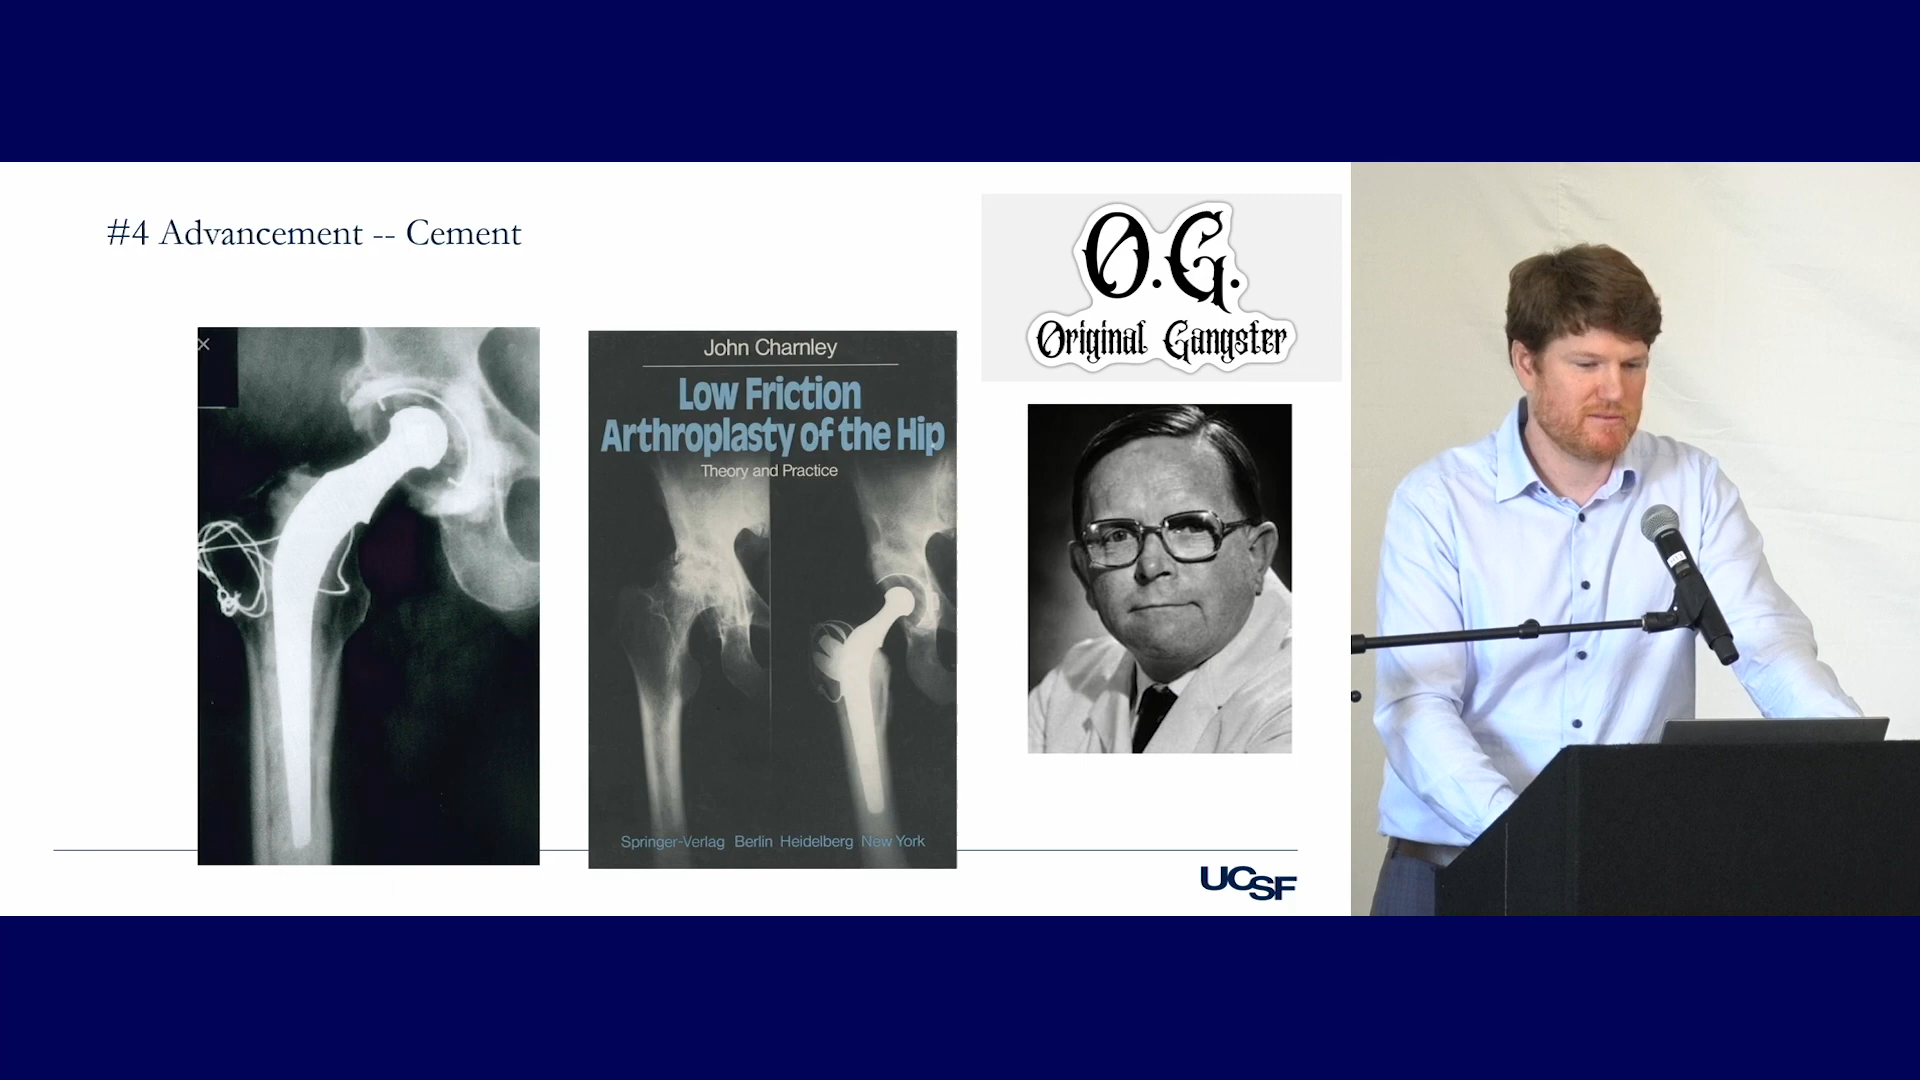 #4 Advancement -- Cement
O.G.
Original Gangster
John Charnley
Low Friction
Arthroplasty of the Hip
Theory and Practice
Springer-Verlag Berlin Heidelberg New York
UCSF